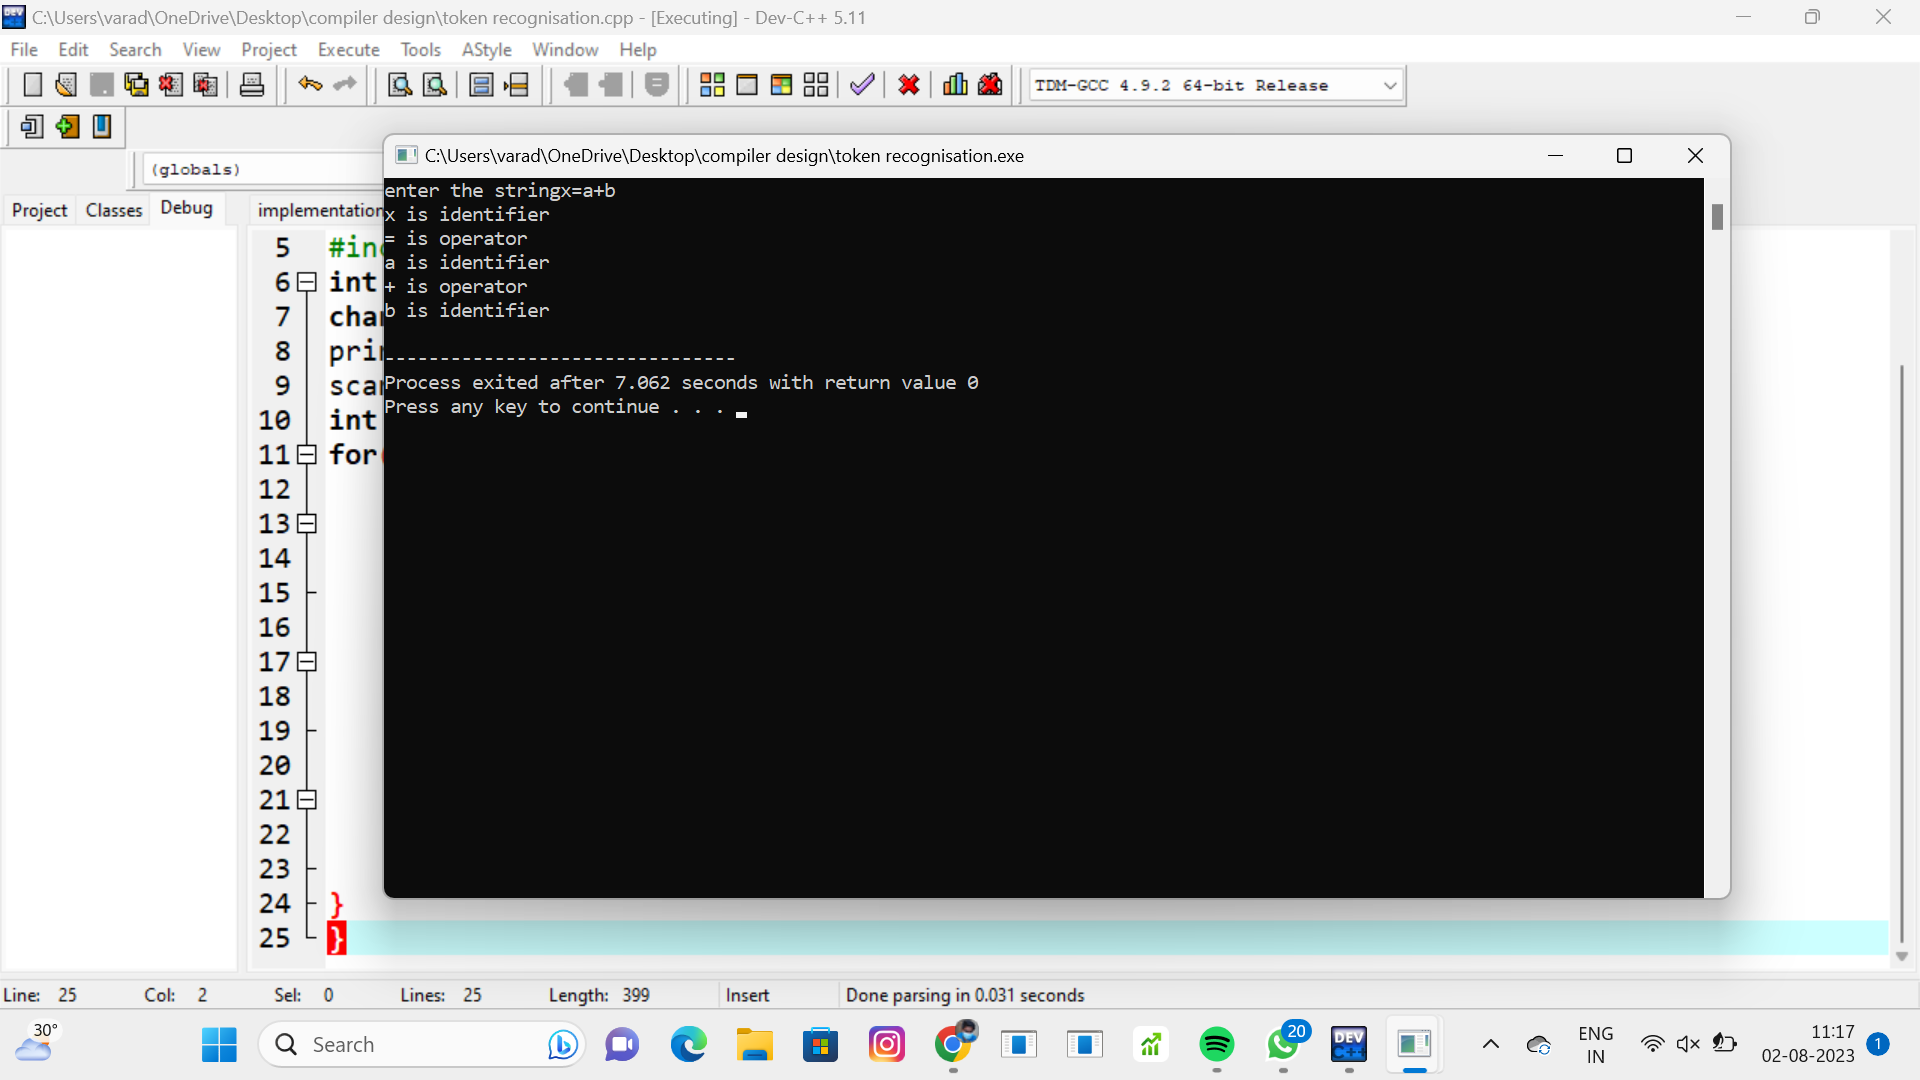 C:\Users\varad\OneDrive\Desktop\compiler design\token recognisation.cpp - [Executing] - Dev-C++ 5.11
File Edit Search View Project Execute Tools AStyle Window Help
TDM-GCC 4.9.2 64-bit Release
(globals)
C:\Users\varad\OneDrive\Desktop\compiler design\token recognisation.exe
Project Classes Debug
implementation
enter the stringx=a+b
x is identifier
= is operator
a is identifier
+ is operator
b is identifier
--------------------------------
Process exited after 7.062 seconds with return value 0
Press any key to continue . . .
5 #inc
6 int
7 char
8 prin
9 scan
10 int
11 for(
12
13
14
15
16
17
18
19
20
21
22
23
24 }
25 }
Line: 25 Col: 2 Sel: 0 Lines: 25 Length: 399 Insert Done parsing in 0.031 seconds
30°
Search
20
DEV
C++
ENG
IN
11:17
02-08-2023
1